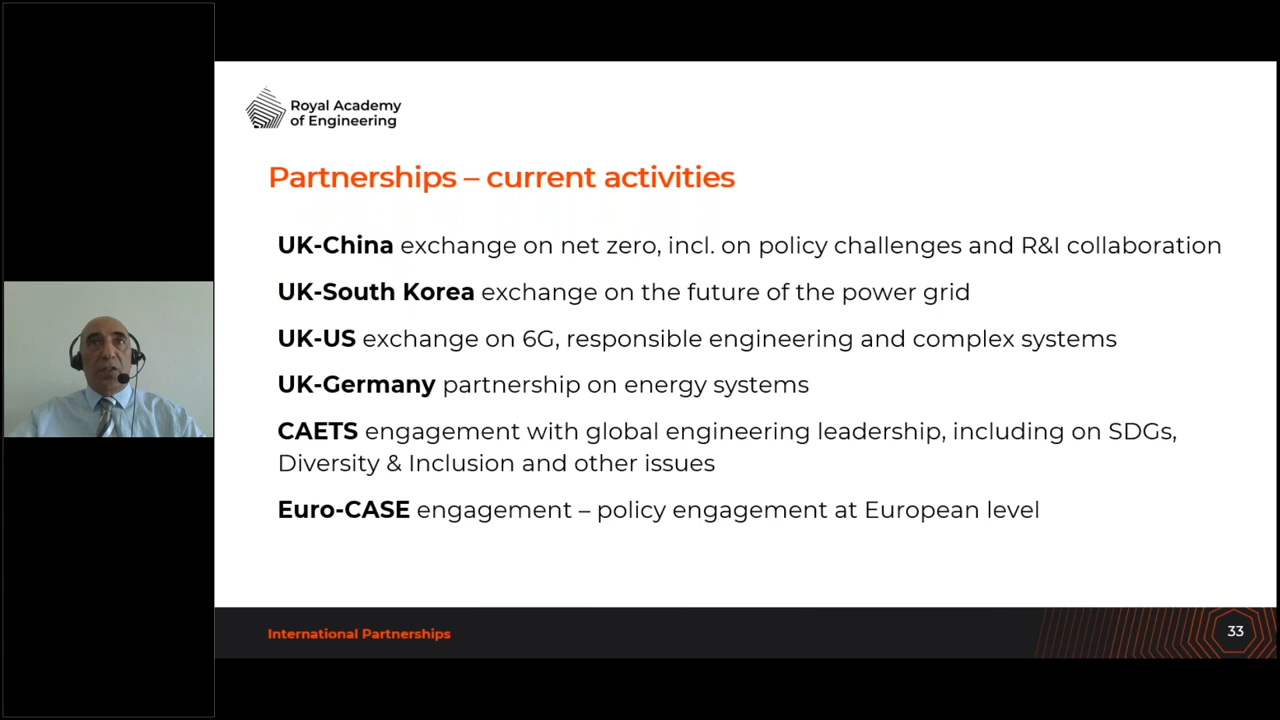 Royal Academy
of Engineering
Partnerships – current activities
UK-China exchange on net zero, incl. on policy challenges and R&I collaboration
UK-South Korea exchange on the future of the power grid
UK-US exchange on 6G, responsible engineering and complex systems
UK-Germany partnership on energy systems
CAETS engagement with global engineering leadership, including on SDGs,
Diversity & Inclusion and other issues
Euro-CASE engagement – policy engagement at European level
International Partnerships
33